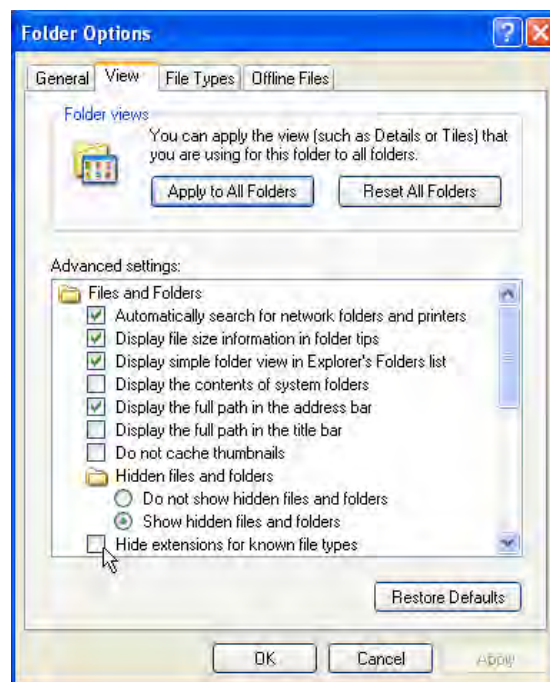 Folder Options
General View File Types Offline Files
Folder views
You can apply the view (such as Details or Tiles) that
you are using for this folder to all folders.
Apply to All Folders Reset All Folders
Advanced settings:
Files and Folders
Automatically search for network folders and printers
Display file size information in folder tips
Display simple folder view in Explorer's Folders list
Display the contents of system folders
Display the full path in the address bar
Display the full path in the title bar
Do not cache thumbnails
Hidden files and folders
Do not show hidden files and folders
Show hidden files and folders
Hide extensions for known file types
Restore Defaults
OK Cancel Apply